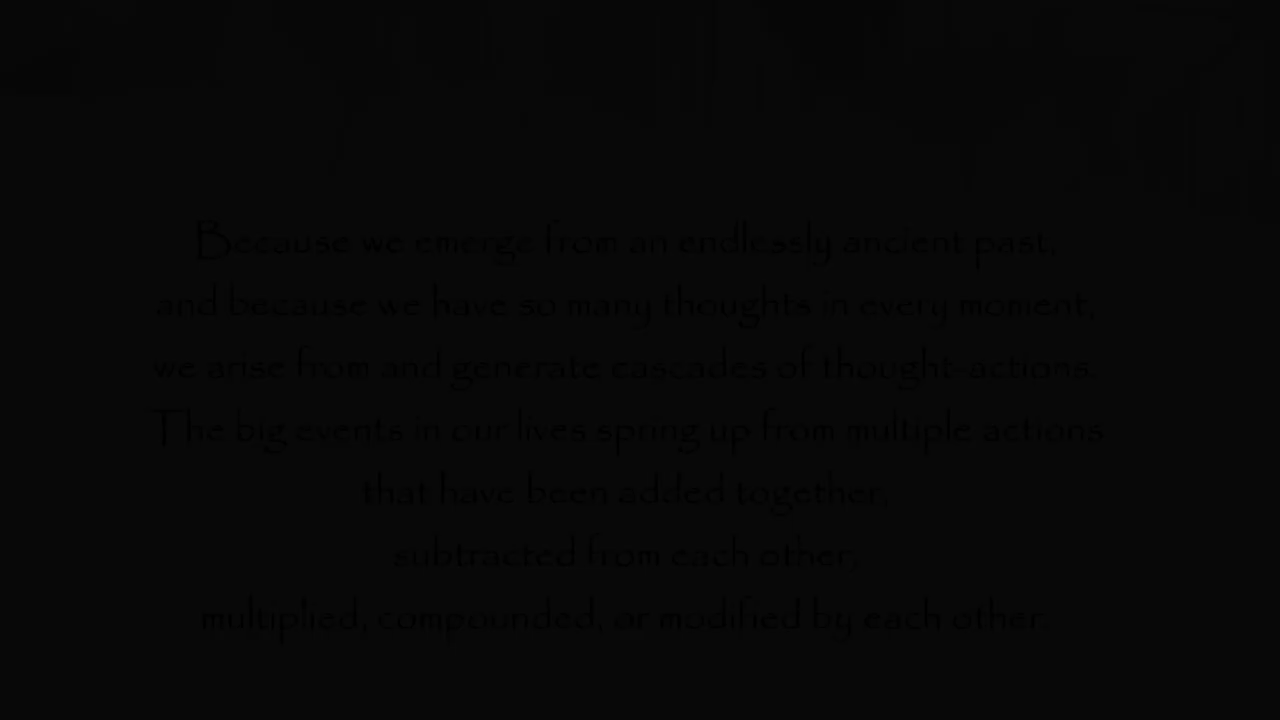 Because we emerge from an endlessly ancient past,
and because we have so many thoughts in every moment,
we arise from and generate cascades of thought-actions.
The big events in our lives spring up from multiple actions
that have been added together,
subtracted from each other,
multiplied, compounded, or modified by each other.